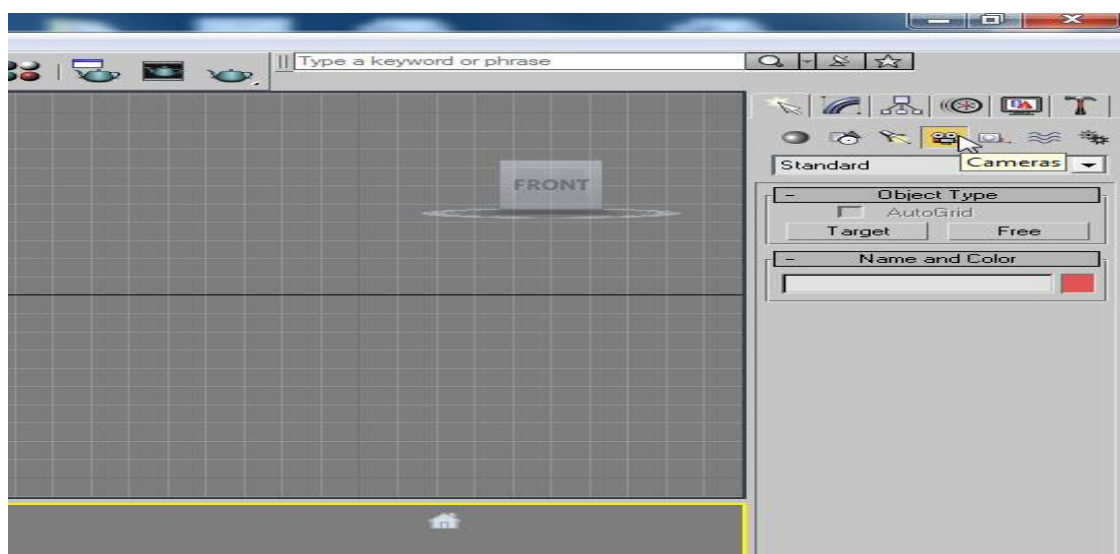 Type a keyword or phrase
FRONT
Standard
Cameras
Object Type
AutoGrid
Target
Free
Name and Color